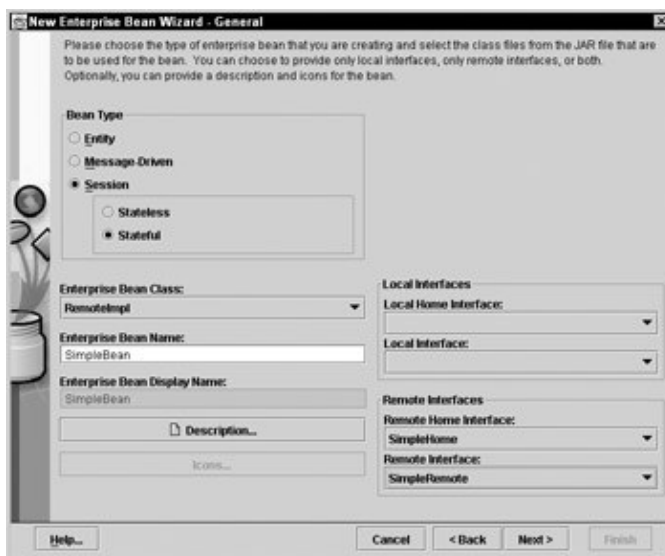 New Enterprise Bean Wizard - General
Please choose the type of enterprise bean that you are creating and select the class files from the JAR file that are
to be used for the bean. You can choose to provide only local interfaces, only remote interfaces, or both.
Optionally, you can provide a description and icons for the bean.
Bean Type
Entity
Message-Driven
Session
Stateless
Stateful
Enterprise Bean Class:
RemoteImpl
Enterprise Bean Name:
SimpleBean
Enterprise Bean Display Name:
SimpleBean
Description...
Icons...
Local Interfaces
Local Home Interface:
Local Interface:
Remote Interfaces
Remote Home Interface:
SimpleHome
Remote Interface:
SimpleRemote
Help...
Cancel
< Back
Next >
Finish